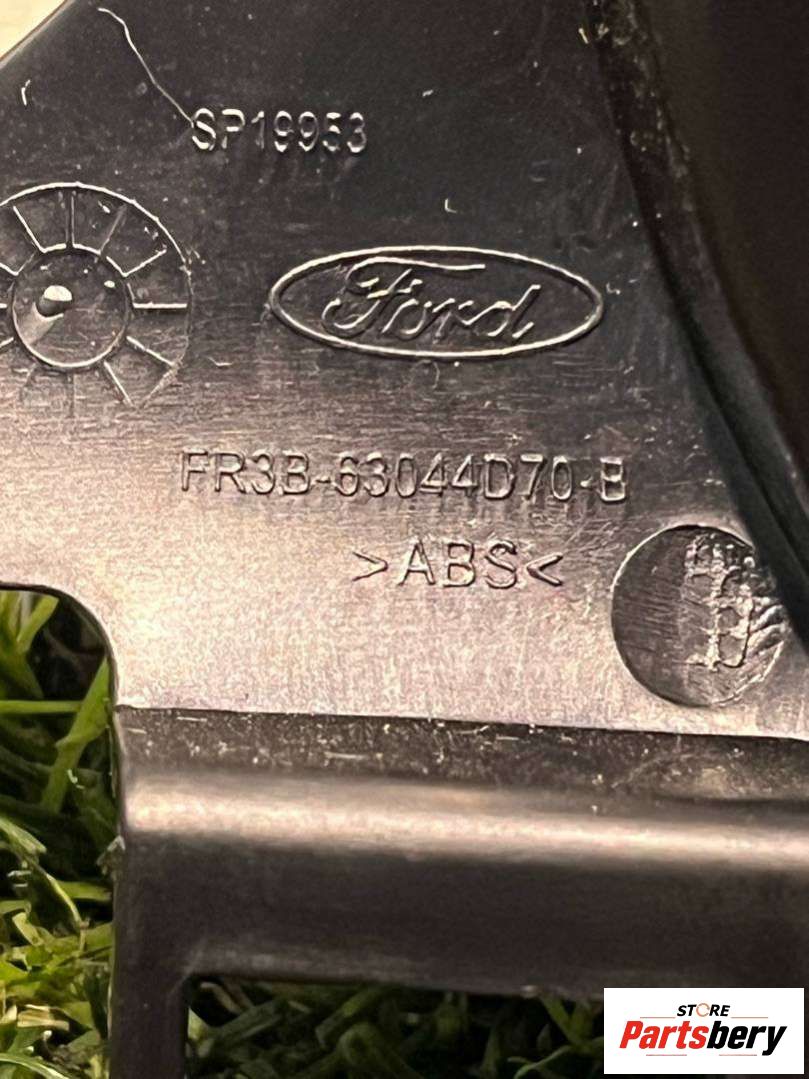 SP19953
Ford
FR3B-63044D70-B
>ABS<
STORE
Partsbery